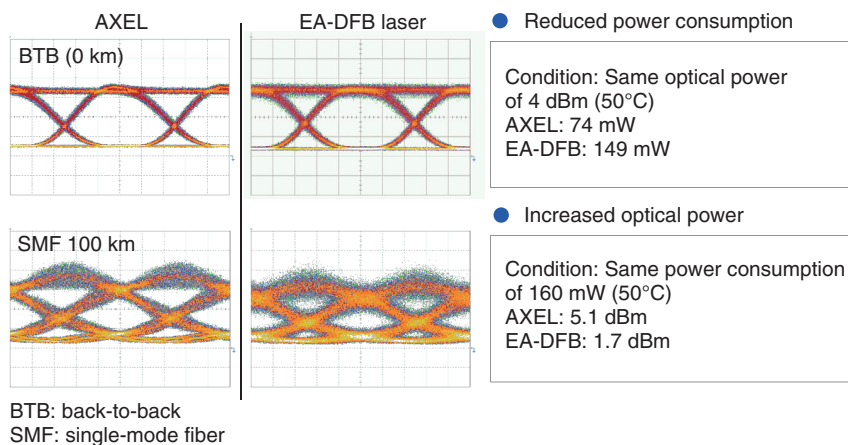 AXEL
EA-DFB laser
BTB (0 km)
SMF 100 km
BTB: back-to-back
SMF: single-mode fiber
Reduced power consumption
Condition: Same optical power
of 4 dBm (50°C)
AXEL: 74 mW
EA-DFB: 149 mW
Increased optical power
Condition: Same power consumption
of 160 mW (50°C)
AXEL: 5.1 dBm
EA-DFB: 1.7 dBm